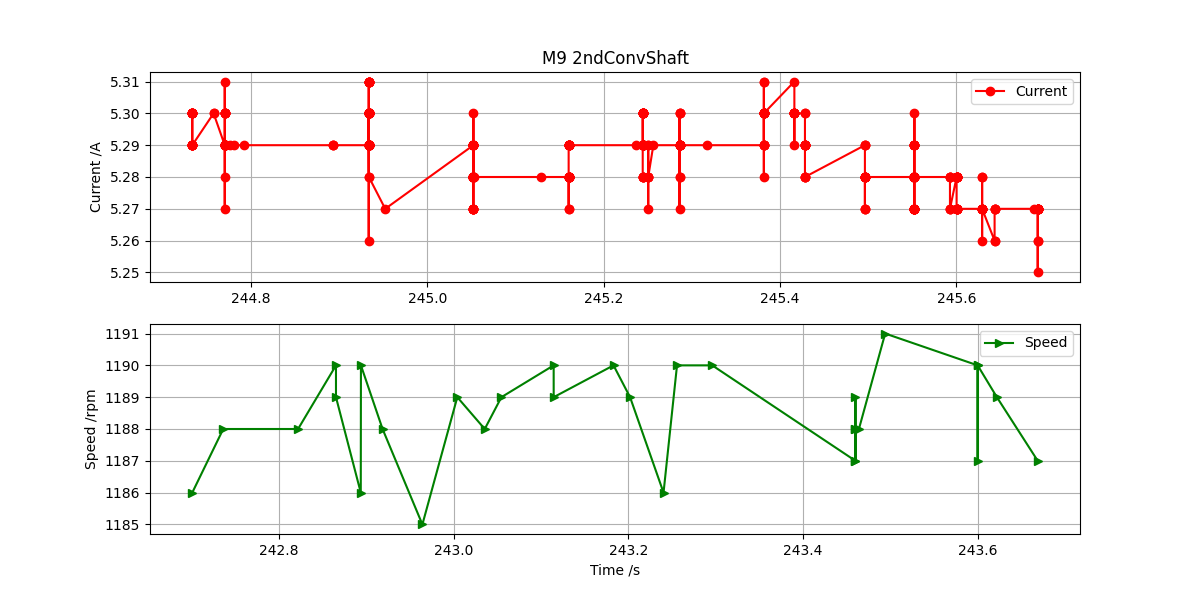 M9 2ndConvShaft
5.31
5.30
5.29
5.28
5.27
5.26
5.25
Current /A
Current
244.8 245.0 245.2 245.4 245.6
1191
1190
1189
1188
1187
1186
1185
Speed /rpm
Speed
242.8 243.0 243.2 243.4 243.6
Time /s